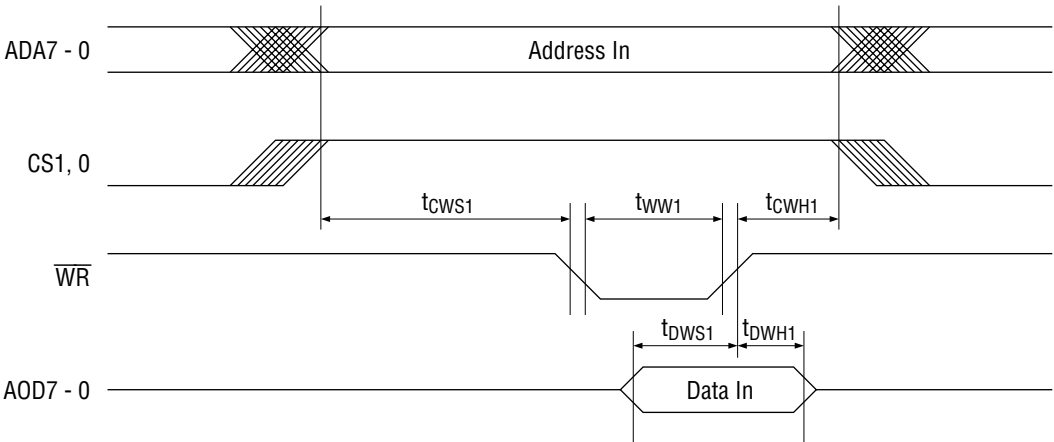 ADA7 - 0
Address In
CS1, 0
tCWS1
tWW1
tCWH1
WR
tDWS1
tDWH1
AOD7 - 0
Data In